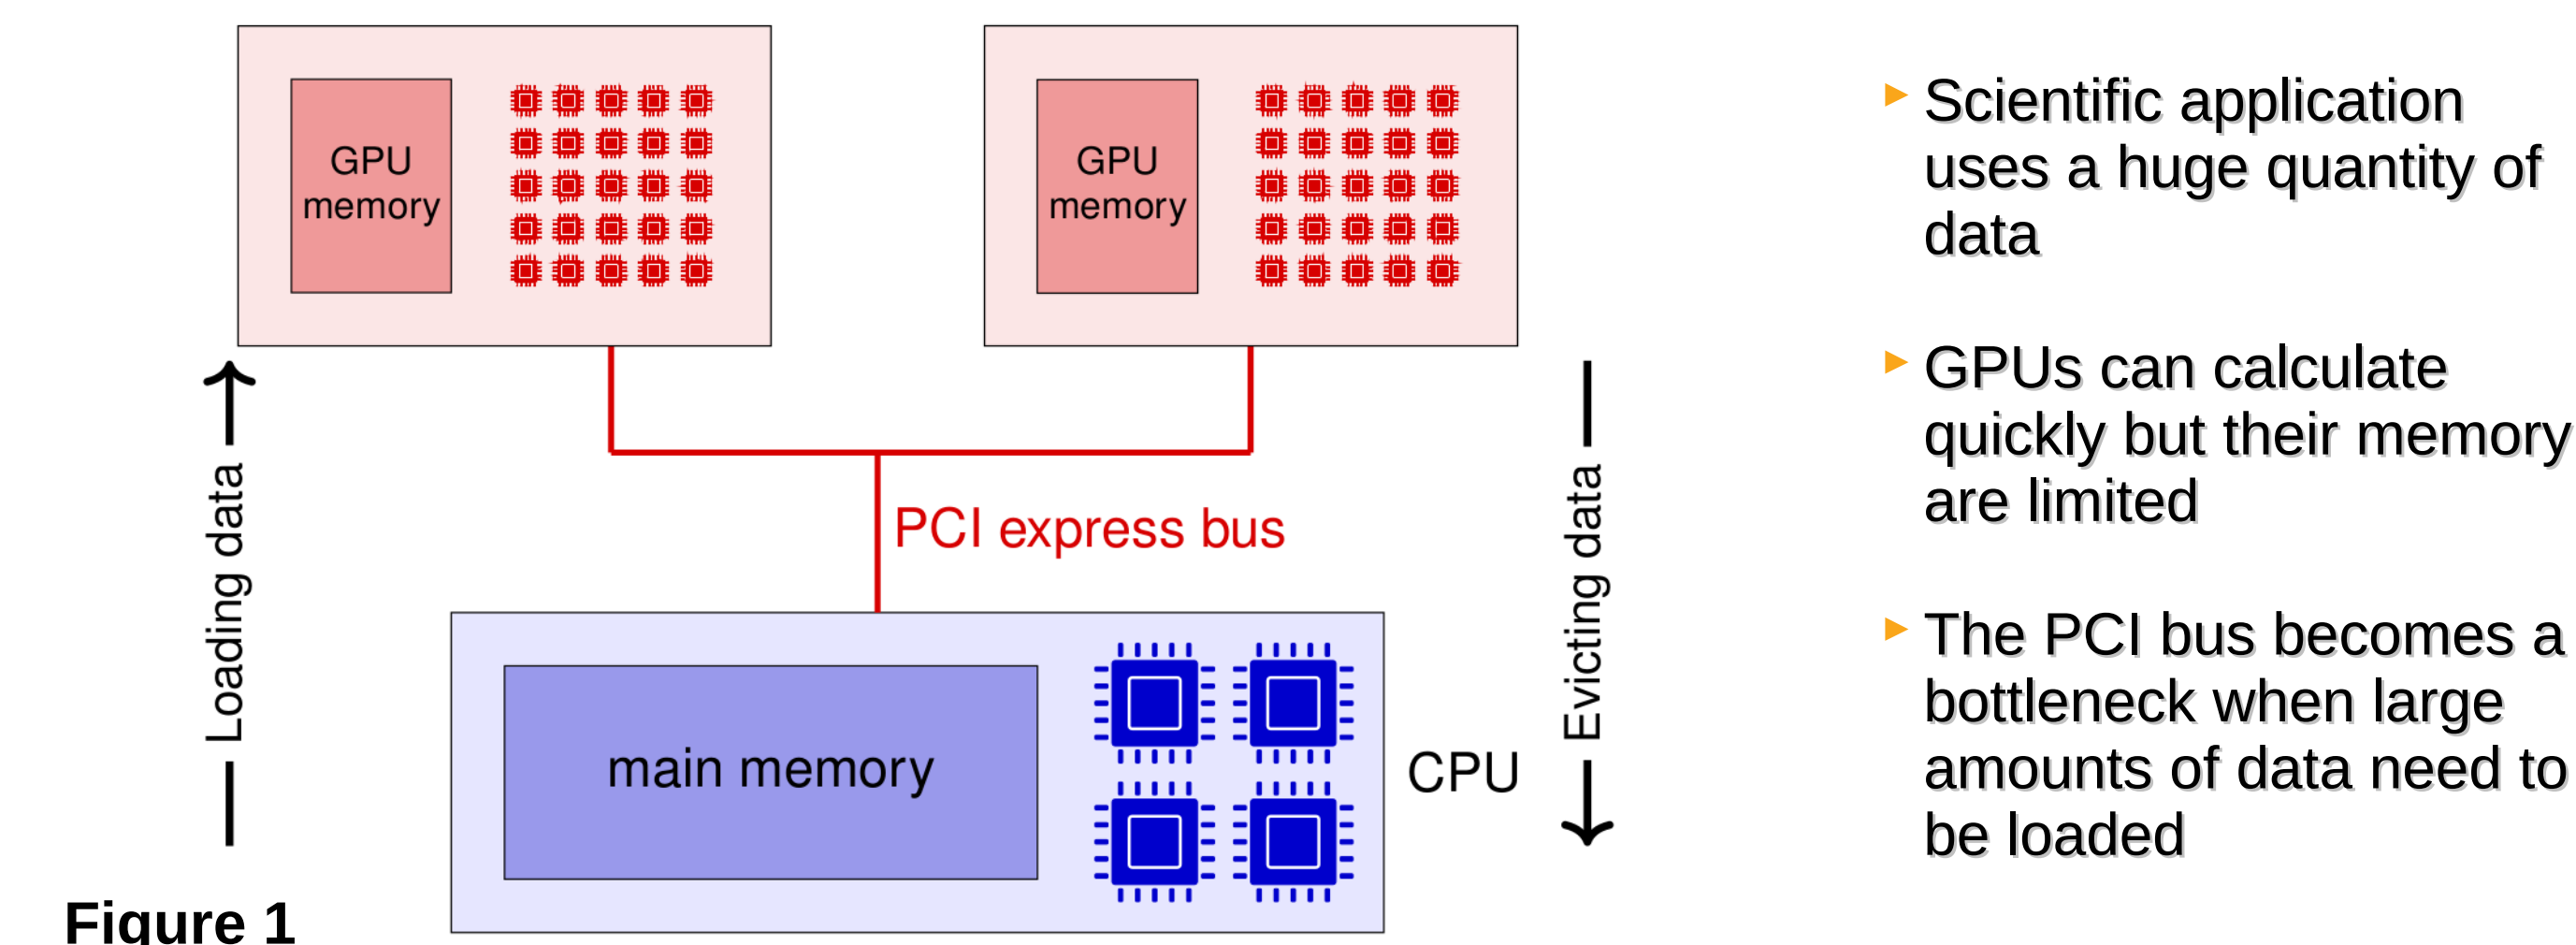 GPU
memory
GPU
memory
Loading data
PCI express bus
Evicting data
main memory
CPU
Figure 1
Scientific application
uses a huge quantity of
data
GPUs can calculate
quickly but their memory
are limited
The PCI bus becomes a
bottleneck when large
amounts of data need to
be loaded